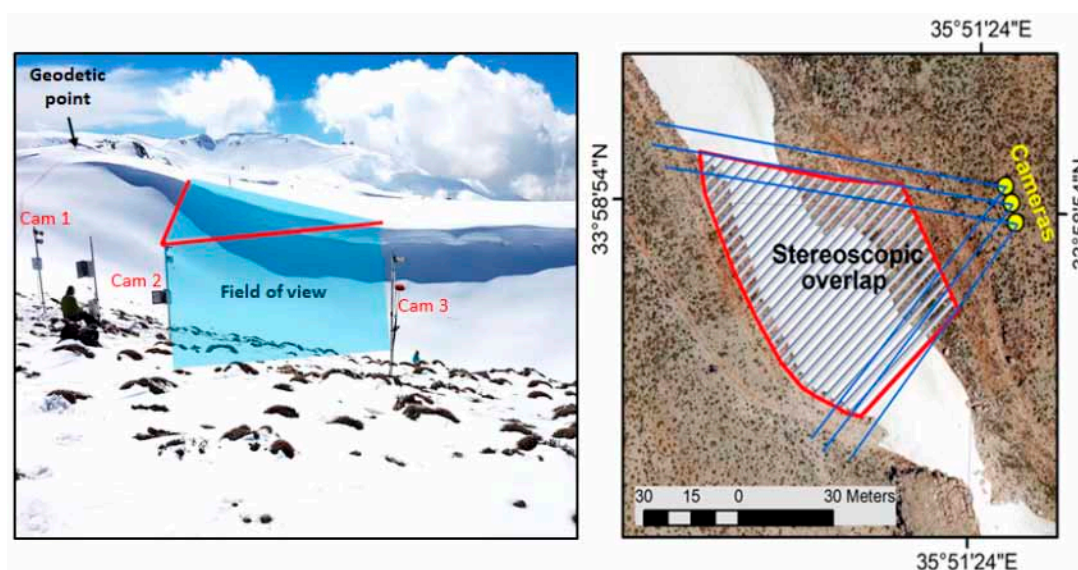 Geodetic
point
Cam 1
Cam 2
Field of view
Cam 3
35°51'24"E
33°58'54"N
Cameras
Stereoscopic
overlap
30 15 0 30 Meters
35°51'24"E